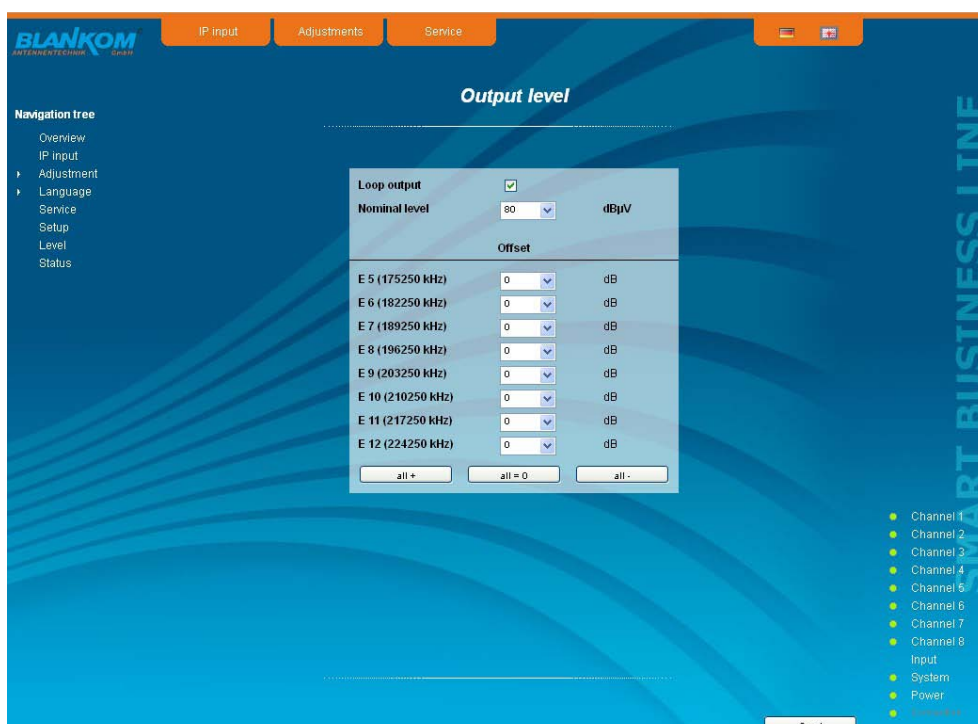 BLANKOM
ANTENNENTECHNIK GmbH
IP input
Adjustments
Service
Output level
Navigation tree
Overview
IP input
Adjustment
Language
Service
Setup
Level
Status
Loop output
Nominal level 80 dBµV
Offset
E 5 (175250 kHz) 0 dB
E 6 (182250 kHz) 0 dB
E 7 (189250 kHz) 0 dB
E 8 (196250 kHz) 0 dB
E 9 (203250 kHz) 0 dB
E 10 (210250 kHz) 0 dB
E 11 (217250 kHz) 0 dB
E 12 (224250 kHz) 0 dB
all + all = 0 all -
SMART BUSINESS LINE
Channel 1
Channel 2
Channel 3
Channel 4
Channel 5
Channel 6
Channel 7
Channel 8
Input
System
Power